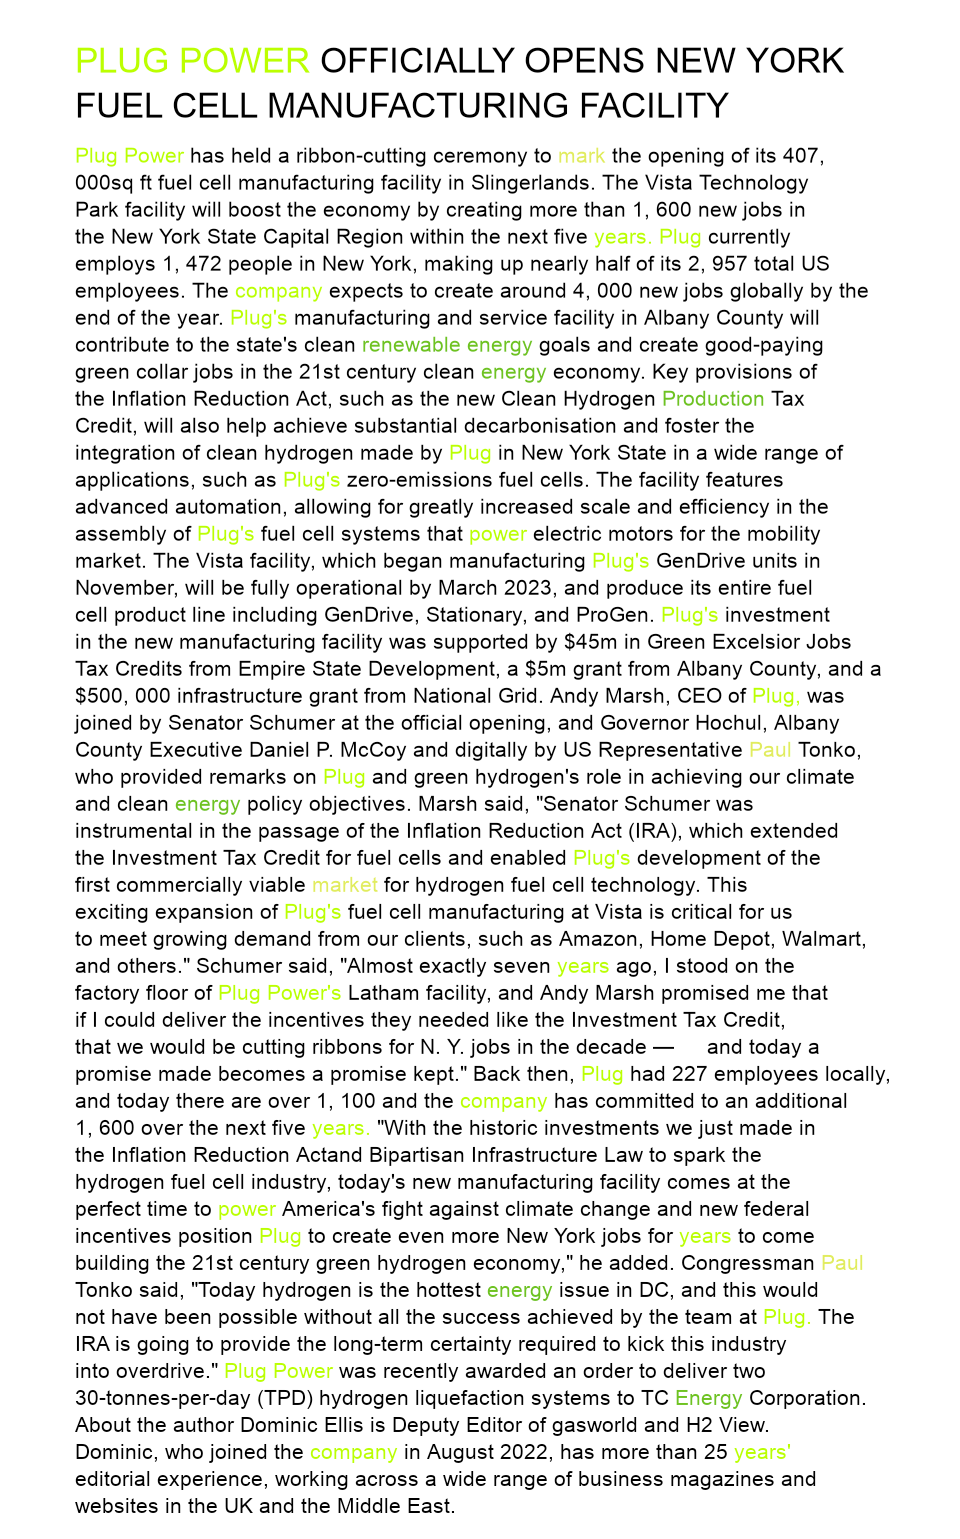 PLUG POWER OFFICIALLY OPENS NEW YORK
FUEL CELL MANUFACTURING FACILITY
Plug Power has held a ribbon-cutting ceremony to mark the opening of its 407,
000sq ft fuel cell manufacturing facility in Slingerlands. The Vista Technology
Park facility will boost the economy by creating more than 1, 600 new jobs in
the New York State Capital Region within the next five years. Plug currently
employs 1, 472 people in New York, making up nearly half of its 2, 957 total US
employees. The company expects to create around 4, 000 new jobs globally by the
end of the year. Plug's manufacturing and service facility in Albany County will
contribute to the state's clean renewable energy goals and create good-paying
green collar jobs in the 21st century clean energy economy. Key provisions of
the Inflation Reduction Act, such as the new Clean Hydrogen Production Tax
Credit, will also help achieve substantial decarbonisation and foster the
integration of clean hydrogen made by Plug in New York State in a wide range of
applications, such as Plug's zero-emissions fuel cells. The facility features
advanced automation, allowing for greatly increased scale and efficiency in the
assembly of Plug's fuel cell systems that power electric motors for the mobility
market. The Vista facility, which began manufacturing Plug's GenDrive units in
November, will be fully operational by March 2023, and produce its entire fuel
cell product line including GenDrive, Stationary, and ProGen. Plug's investment
in the new manufacturing facility was supported by $45m in Green Excelsior Jobs
Tax Credits from Empire State Development, a $5m grant from Albany County, and a
$500, 000 infrastructure grant from National Grid. Andy Marsh, CEO of Plug, was
joined by Senator Schumer at the official opening, and Governor Hochul, Albany
County Executive Daniel P. McCoy and digitally by US Representative Paul Tonko,
who provided remarks on Plug and green hydrogen's role in achieving our climate
and clean energy policy objectives. Marsh said, "Senator Schumer was
instrumental in the passage of the Inflation Reduction Act (IRA), which extended
the Investment Tax Credit for fuel cells and enabled Plug's development of the
first commercially viable market for hydrogen fuel cell technology. This
exciting expansion of Plug's fuel cell manufacturing at Vista is critical for us
to meet growing demand from our clients, such as Amazon, Home Depot, Walmart,
and others." Schumer said, "Almost exactly seven years ago, I stood on the
factory floor of Plug Power's Latham facility, and Andy Marsh promised me that
if I could deliver the incentives they needed like the Investment Tax Credit,
that we would be cutting ribbons for N. Y. jobs in the decade — and today a
promise made becomes a promise kept." Back then, Plug had 227 employees locally,
and today there are over 1, 100 and the company has committed to an additional
1, 600 over the next five years. "With the historic investments we just made in
the Inflation Reduction Actand Bipartisan Infrastructure Law to spark the
hydrogen fuel cell industry, today's new manufacturing facility comes at the
perfect time to power America's fight against climate change and new federal
incentives position Plug to create even more New York jobs for years to come
building the 21st century green hydrogen economy," he added. Congressman Paul
Tonko said, "Today hydrogen is the hottest energy issue in DC, and this would
not have been possible without all the success achieved by the team at Plug. The
IRA is going to provide the long-term certainty required to kick this industry
into overdrive." Plug Power was recently awarded an order to deliver two
30-tonnes-per-day (TPD) hydrogen liquefaction systems to TC Energy Corporation.
About the author Dominic Ellis is Deputy Editor of gasworld and H2 View.
Dominic, who joined the company in August 2022, has more than 25 years'
editorial experience, working across a wide range of business magazines and
websites in the UK and the Middle East.